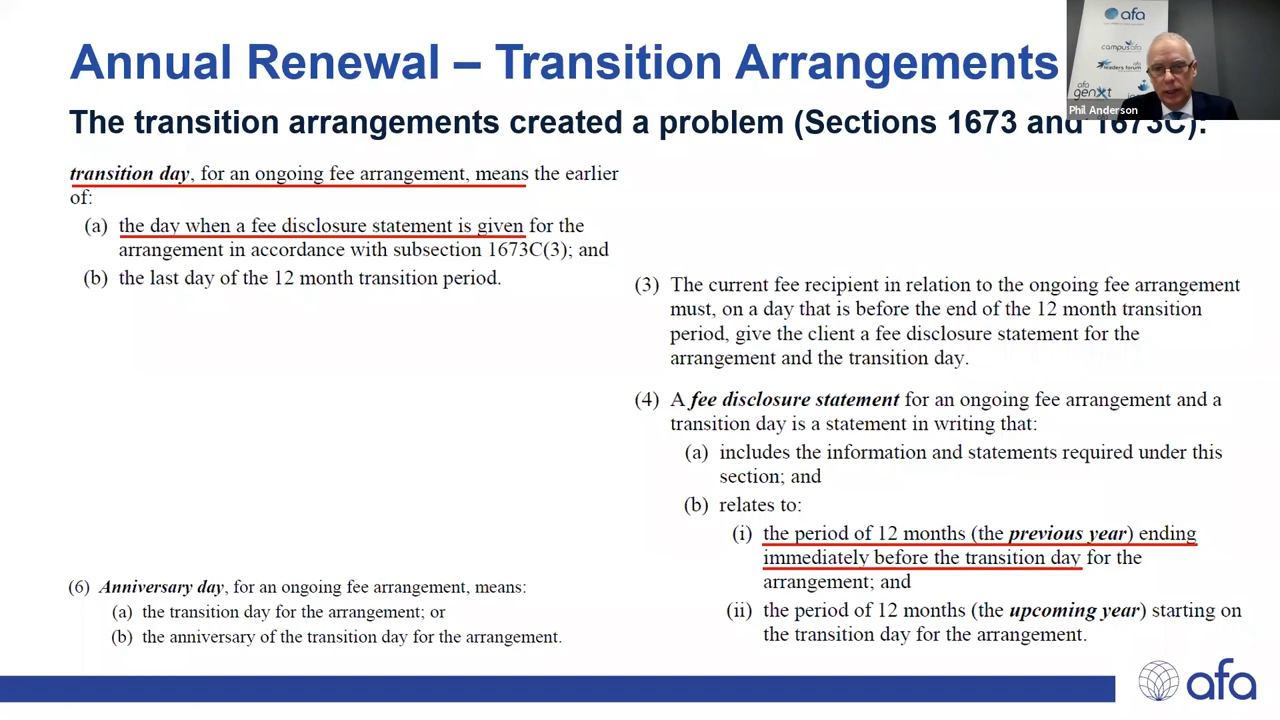 Annual Renewal – Transition Arrangements
The transition arrangements created a problem (Sections 1673 and 1673C):
transition day, for an ongoing fee arrangement, means the earlier
of:
(a) the day when a fee disclosure statement is given for the
arrangement in accordance with subsection 1673C(3); and
(b) the last day of the 12 month transition period.
(6) Anniversary day, for an ongoing fee arrangement, means:
(a) the transition day for the arrangement; or
(b) the anniversary of the transition day for the arrangement.
(3) The current fee recipient in relation to the ongoing fee arrangement
must, on a day that is before the end of the 12 month transition
period, give the client a fee disclosure statement for the
arrangement and the transition day.
(4) A fee disclosure statement for an ongoing fee arrangement and a
transition day is a statement in writing that:
(a) includes the information and statements required under this
section; and
(b) relates to:
(i) the period of 12 months (the previous year) ending
immediately before the transition day for the
arrangement; and
(ii) the period of 12 months (the upcoming year) starting on
the transition day for the arrangement.
afa
campusafa
afa
leaders forum
afa
genxt
Phil Anderson
afa